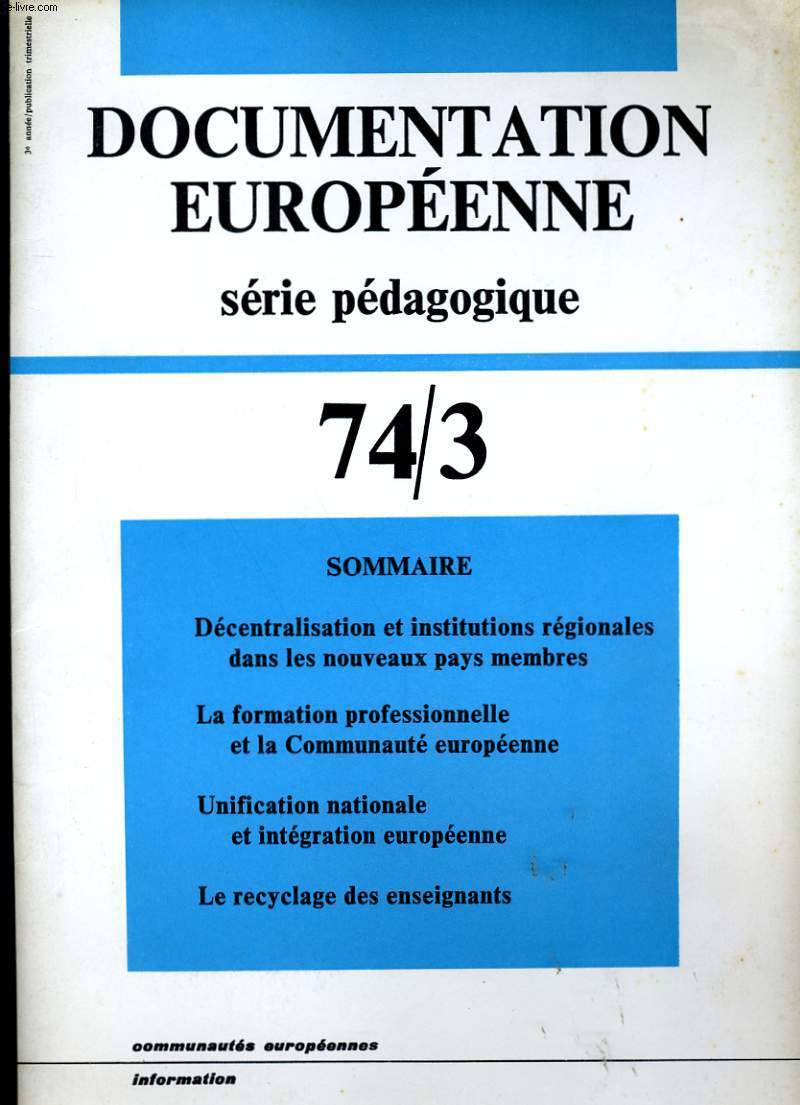 e-livre.com
3e année/publication trimestrielle
DOCUMENTATION
EUROPÉENNE
série pédagogique
74/3
SOMMAIRE
Décentralisation et institutions régionales
dans les nouveaux pays membres
La formation professionnelle
et la Communauté européenne
Unification nationale
et intégration européenne
Le recyclage des enseignants
communautés européennes
information